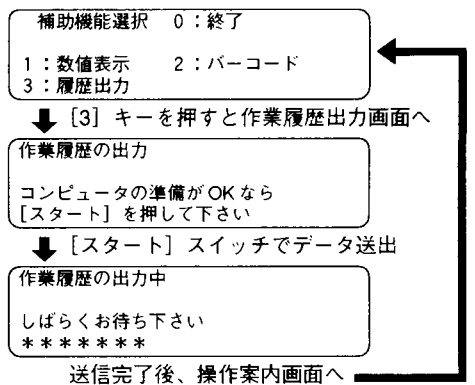 補助機能選択 0:終了
1:数値表示 2:バーコード
3:履歴出力
[3] キーを押すと作業履歴出力画面へ
作業履歴の出力
コンピュータの準備がOKなら
[スタート] を押して下さい
[スタート] スイッチでデータ送出
作業履歴の出力中
しばらくお待ち下さい
*******
送信完了後、操作案内画面へ